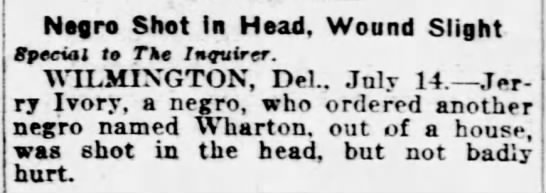 Negro Shot in Head, Wound Slight
Special to The Inquirer.
WILMINGTON, Del., July 14.—Jer-
ry Ivory, a negro, who ordered another
negro named Wharton, out of a house,
was shot in the head, but not badly
hurt.